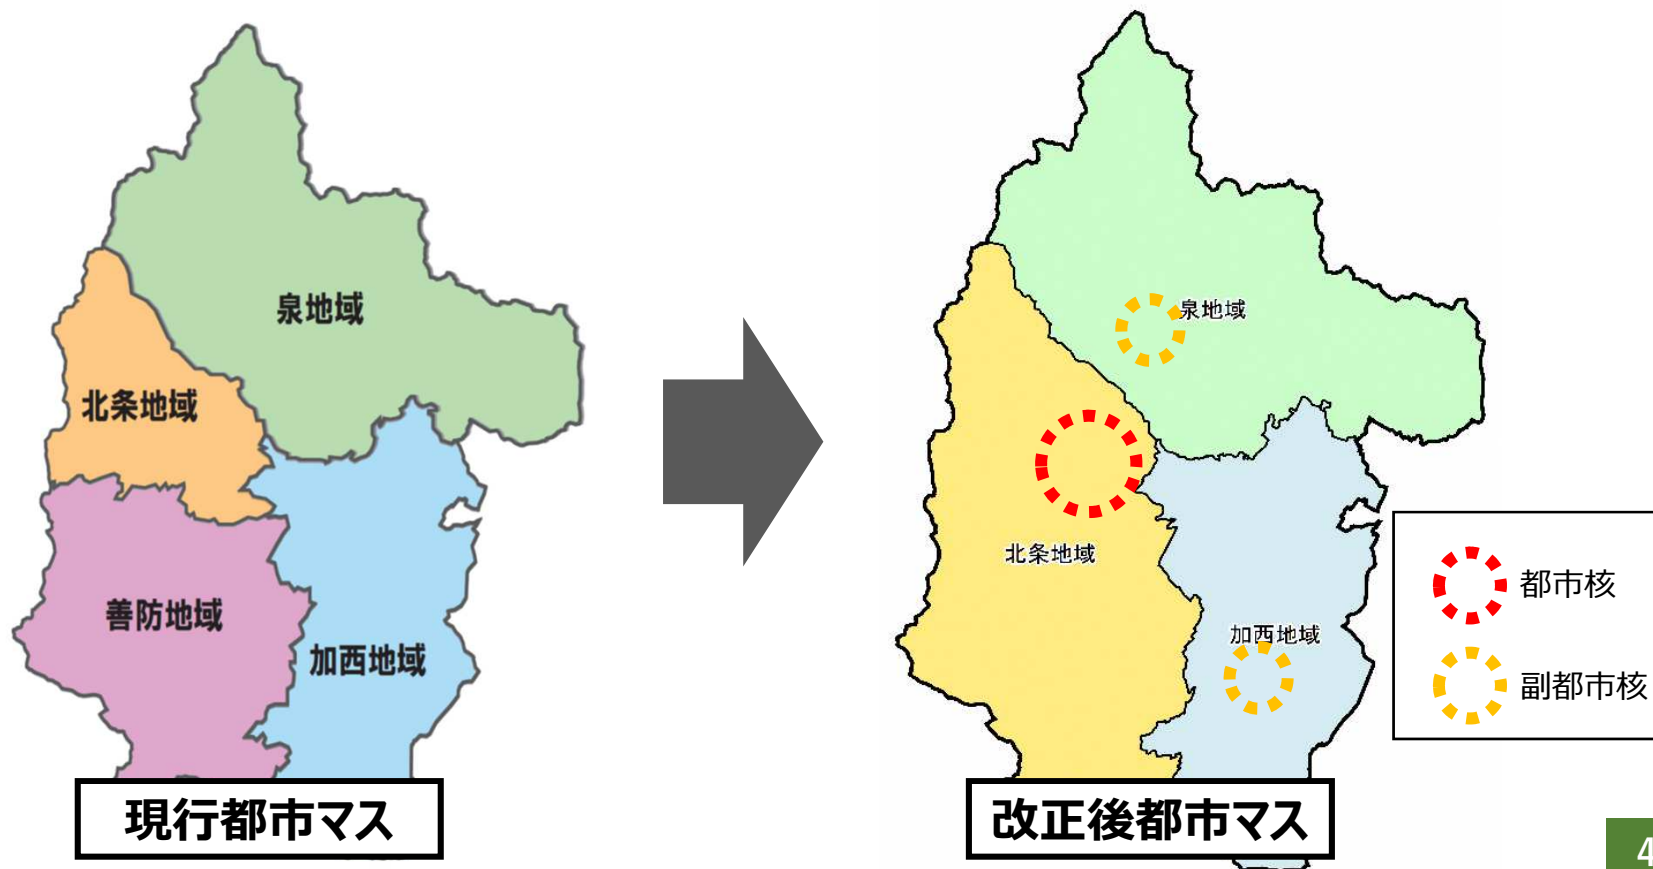 泉地域
北条地域
善防地域
加西地域
現行都市マス
泉地域
北条地域
加西地域
改正後都市マス
都市核
副都市核
4